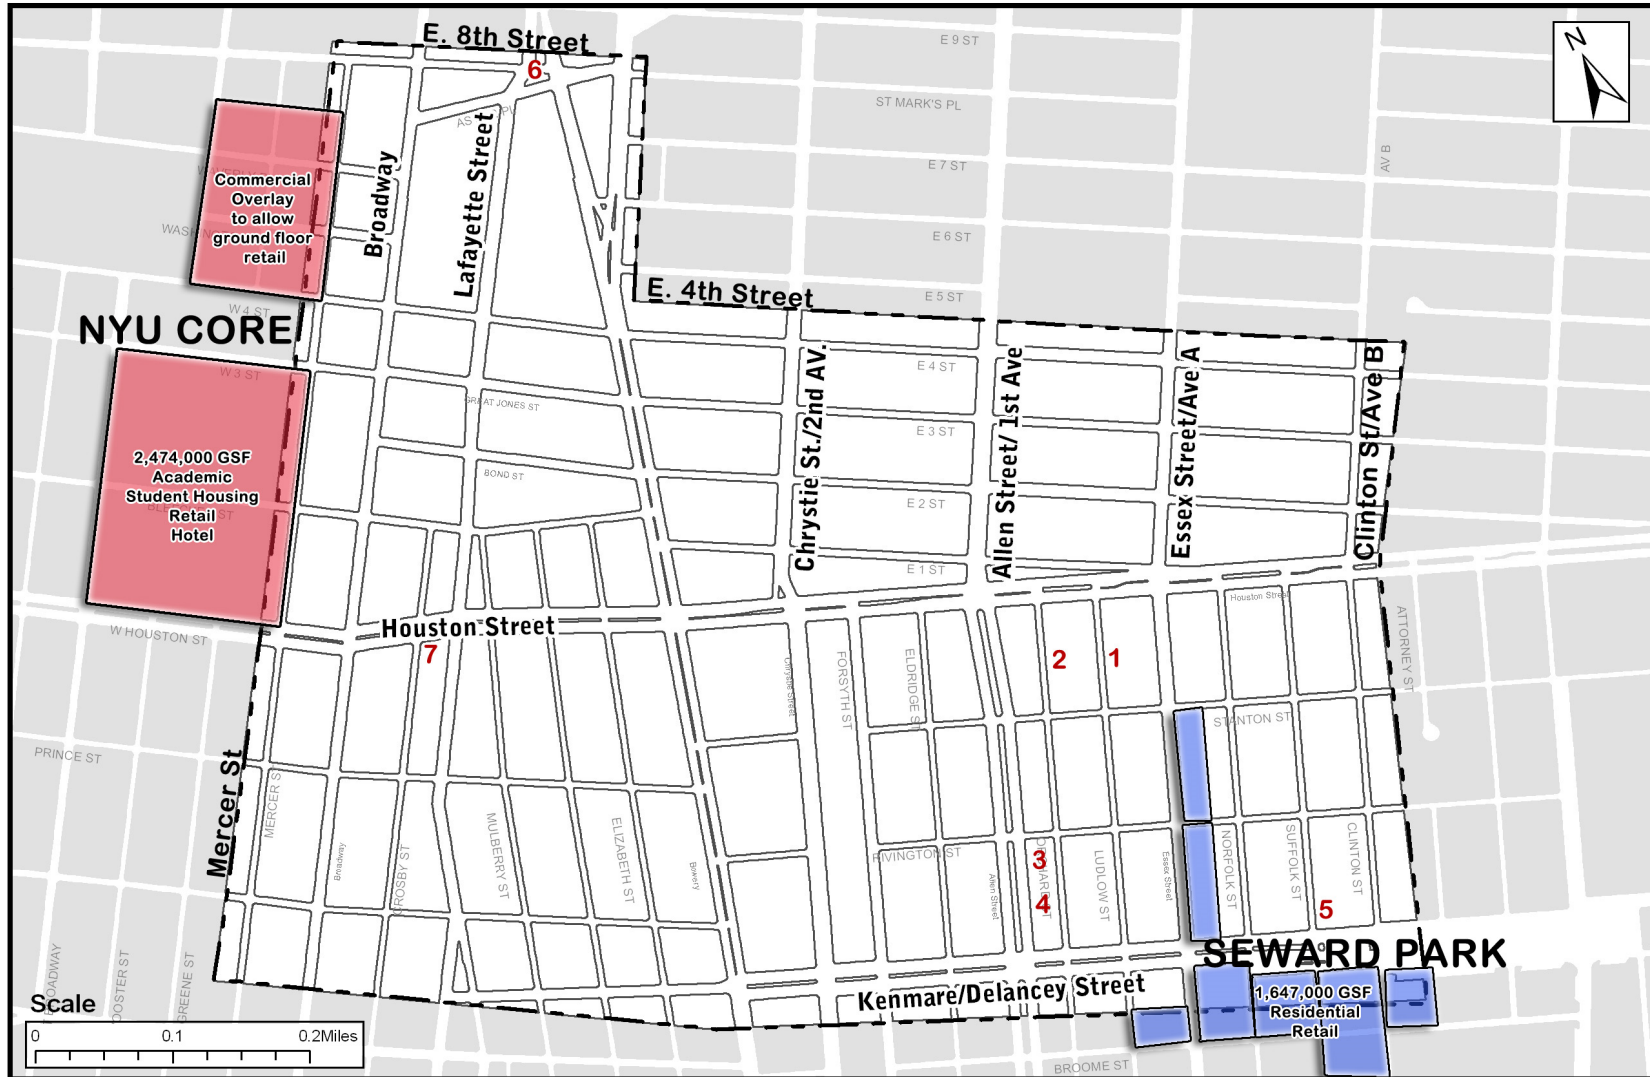 E. 8th Street
E 9 ST
N
6
ST MARK'S PL
Broadway
Lafayette Street
E 7 ST
AV B
Commercial
Overlay
to allow
ground floor
retail
E 6 ST
E. 4th Street
E 5 ST
W 4 ST
NYU CORE
W 3 ST
GREAT JONES ST
E 4 ST
Chrystie St./2nd AV.
Allen Street/ 1st Ave
Essex Street/Ave A
Clinton St/Ave B
E 3 ST
2,474,000 GSF
Academic
Student Housing
Retail
Hotel
BOND ST
E 2 ST
E 1 ST
Houston Street
W HOUSTON ST
Houston Street
7
2
1
Chrystie Street
FORSYTH ST
ELDRIDGE ST
ATTORNEY ST
STANTON ST
PRINCE ST
Mercer St
MERCER ST
Broadway
CROSBY ST
MULBERRY ST
ELIZABETH ST
Bowery
RIVINGTON ST
3
4
Allen Street
LUDLOW ST
Essex Street
NORFOLK ST
SUFFOLK ST
CLINTON ST
5
SEWARD PARK
1,647,000 GSF
Residential
Retail
Kenmare/Delancey Street
GREENE ST
BROOME ST
Scale
0 0.1 0.2Miles